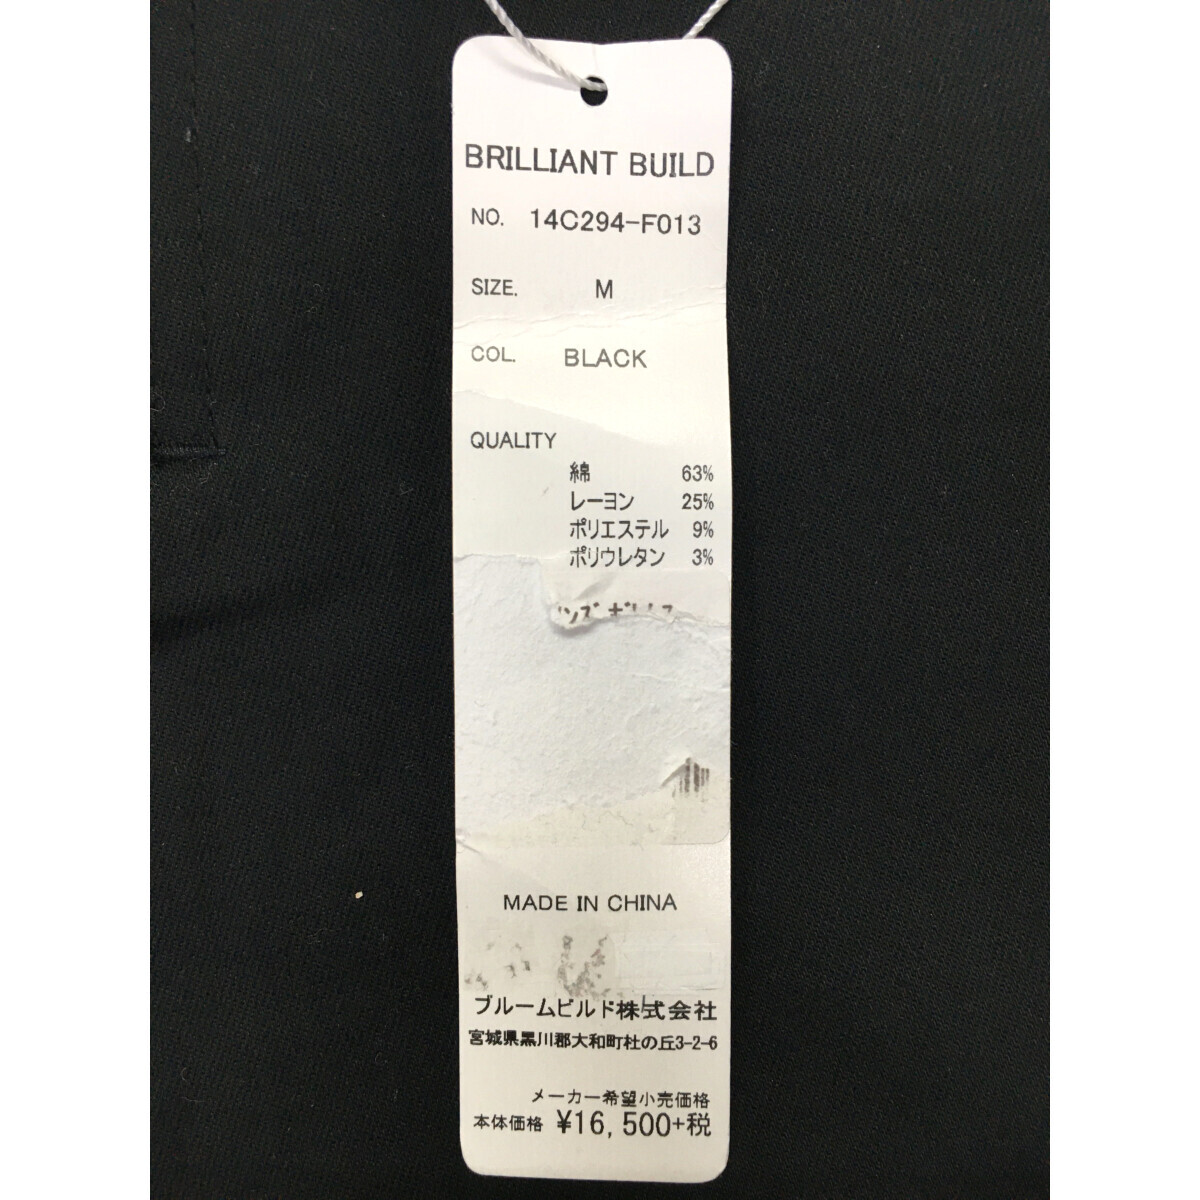 BRILLIANT BUILD
NO. 14C294-F013
SIZE. M
COL. BLACK
QUALITY
綿 63%
レーヨン 25%
ポリエステル 9%
ポリウレタン 3%
MADE IN CHINA
ブルームビルド株式会社
宮城県黒川郡大和町杜の丘3-2-6
メーカー希望小売価格
本体価格 ¥16,500+税